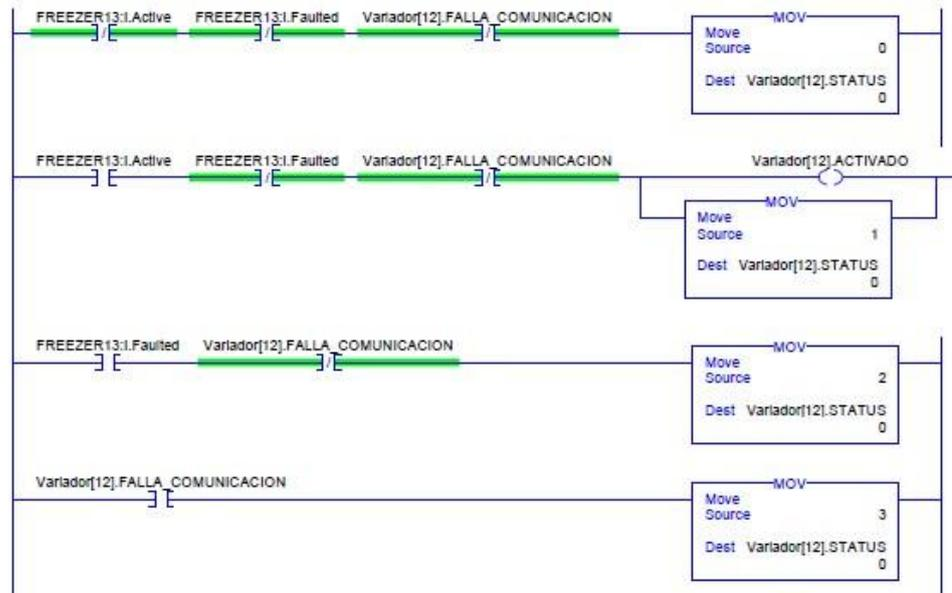 FREEZER13:I.Active FREEZER13:I.Faulted Variador[12].FALLA_COMUNICACION
MOV
Move
Source 0
Dest Variador[12].STATUS
0
FREEZER13:I.Active FREEZER13:I.Faulted Variador[12].FALLA_COMUNICACION Variador[12].ACTIVADO
MOV
Move
Source 1
Dest Variador[12].STATUS
0
FREEZER13:I.Faulted Variador[12].FALLA_COMUNICACION
MOV
Move
Source 2
Dest Variador[12].STATUS
0
Variador[12].FALLA_COMUNICACION
MOV
Move
Source 3
Dest Variador[12].STATUS
0